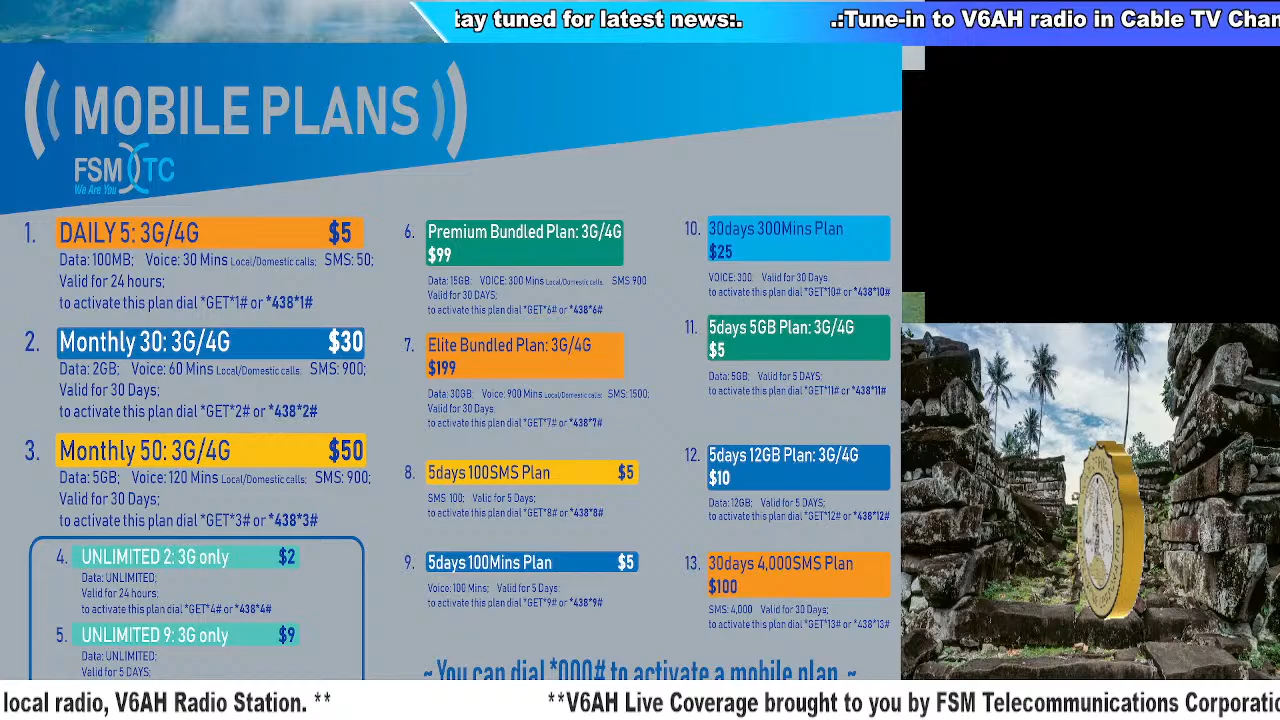 tay tuned for latest news:. .:Tune-in to V6AH radio in Cable TV Chan
MOBILE PLANS
FSM TC
We Are You
1. DAILY 5: 3G/4G $5
Data: 100MB; Voice: 30 Mins Local/Domestic calls; SMS: 50;
Valid for 24 hours;
to activate this plan dial *GET*1# or *438*1#
2. Monthly 30: 3G/4G $30
Data: 2GB; Voice: 60 Mins Local/Domestic calls. SMS: 900;
Valid for 30 Days;
to activate this plan dial *GET*2# or *438*2#
3. Monthly 50: 3G/4G $50
Data: 5GB; Voice: 120 Mins Local/Domestic calls; SMS: 900;
Valid for 30 Days;
to activate this plan dial *GET*3# or *438*3#
4. UNLIMITED 2: 3G only $2
Data: UNLIMITED;
Valid for 24 hours;
to activate this plan dial *GET*4# or *438*4#
5. UNLIMITED 9: 3G only $9
Data: UNLIMITED;
Valid for 5 DAYS;
6. Premium Bundled Plan: 3G/4G
$99
Data: 15GB; VOICE: 300 Mins Local/Domestic calls. SMS 900
Valid for 30 DAYS;
to activate this plan dial *GET*6# or *438*6#
7. Elite Bundled Plan: 3G/4G
$199
Data: 30GB; Voice: 900 Mins Local/Domestic calls; SMS: 1500;
Valid for 30 Days;
to activate this plan dial *GET*7# or *438*7#
8. 5days 100SMS Plan $5
SMS 100; Valid for 5 Days;
to activate this plan dial *GET*8# or *438*8#
9. 5days 100Mins Plan $5
Voice: 100 Mins; Valid for 5 Days;
to activate this plan dial *GET*9# or *438*9#
10. 30days 300Mins Plan
$25
VOICE: 300 Valid for 30 Days;
to activate this plan dial *GET*10# or *438*10#
11. 5days 5GB Plan: 3G/4G
$5
Data: 5GB; Valid for 5 DAYS;
to activate this plan dial *GET*11# or *438*11#
12. 5days 12GB Plan: 3G/4G
$10
Data: 12GB; Valid for 5 DAYS;
to activate this plan dial *GET*12# or *438*12#
13. 30days 4,000SMS Plan
$100
SMS: 4,000 Valid for 30 Days;
to activate this plan dial *GET*13# or *438*13#
~ You can dial *000# to activate a mobile plan ~
local radio, V6AH Radio Station. ** **V6AH Live Coverage brought to you by FSM Telecommunications Corporatic